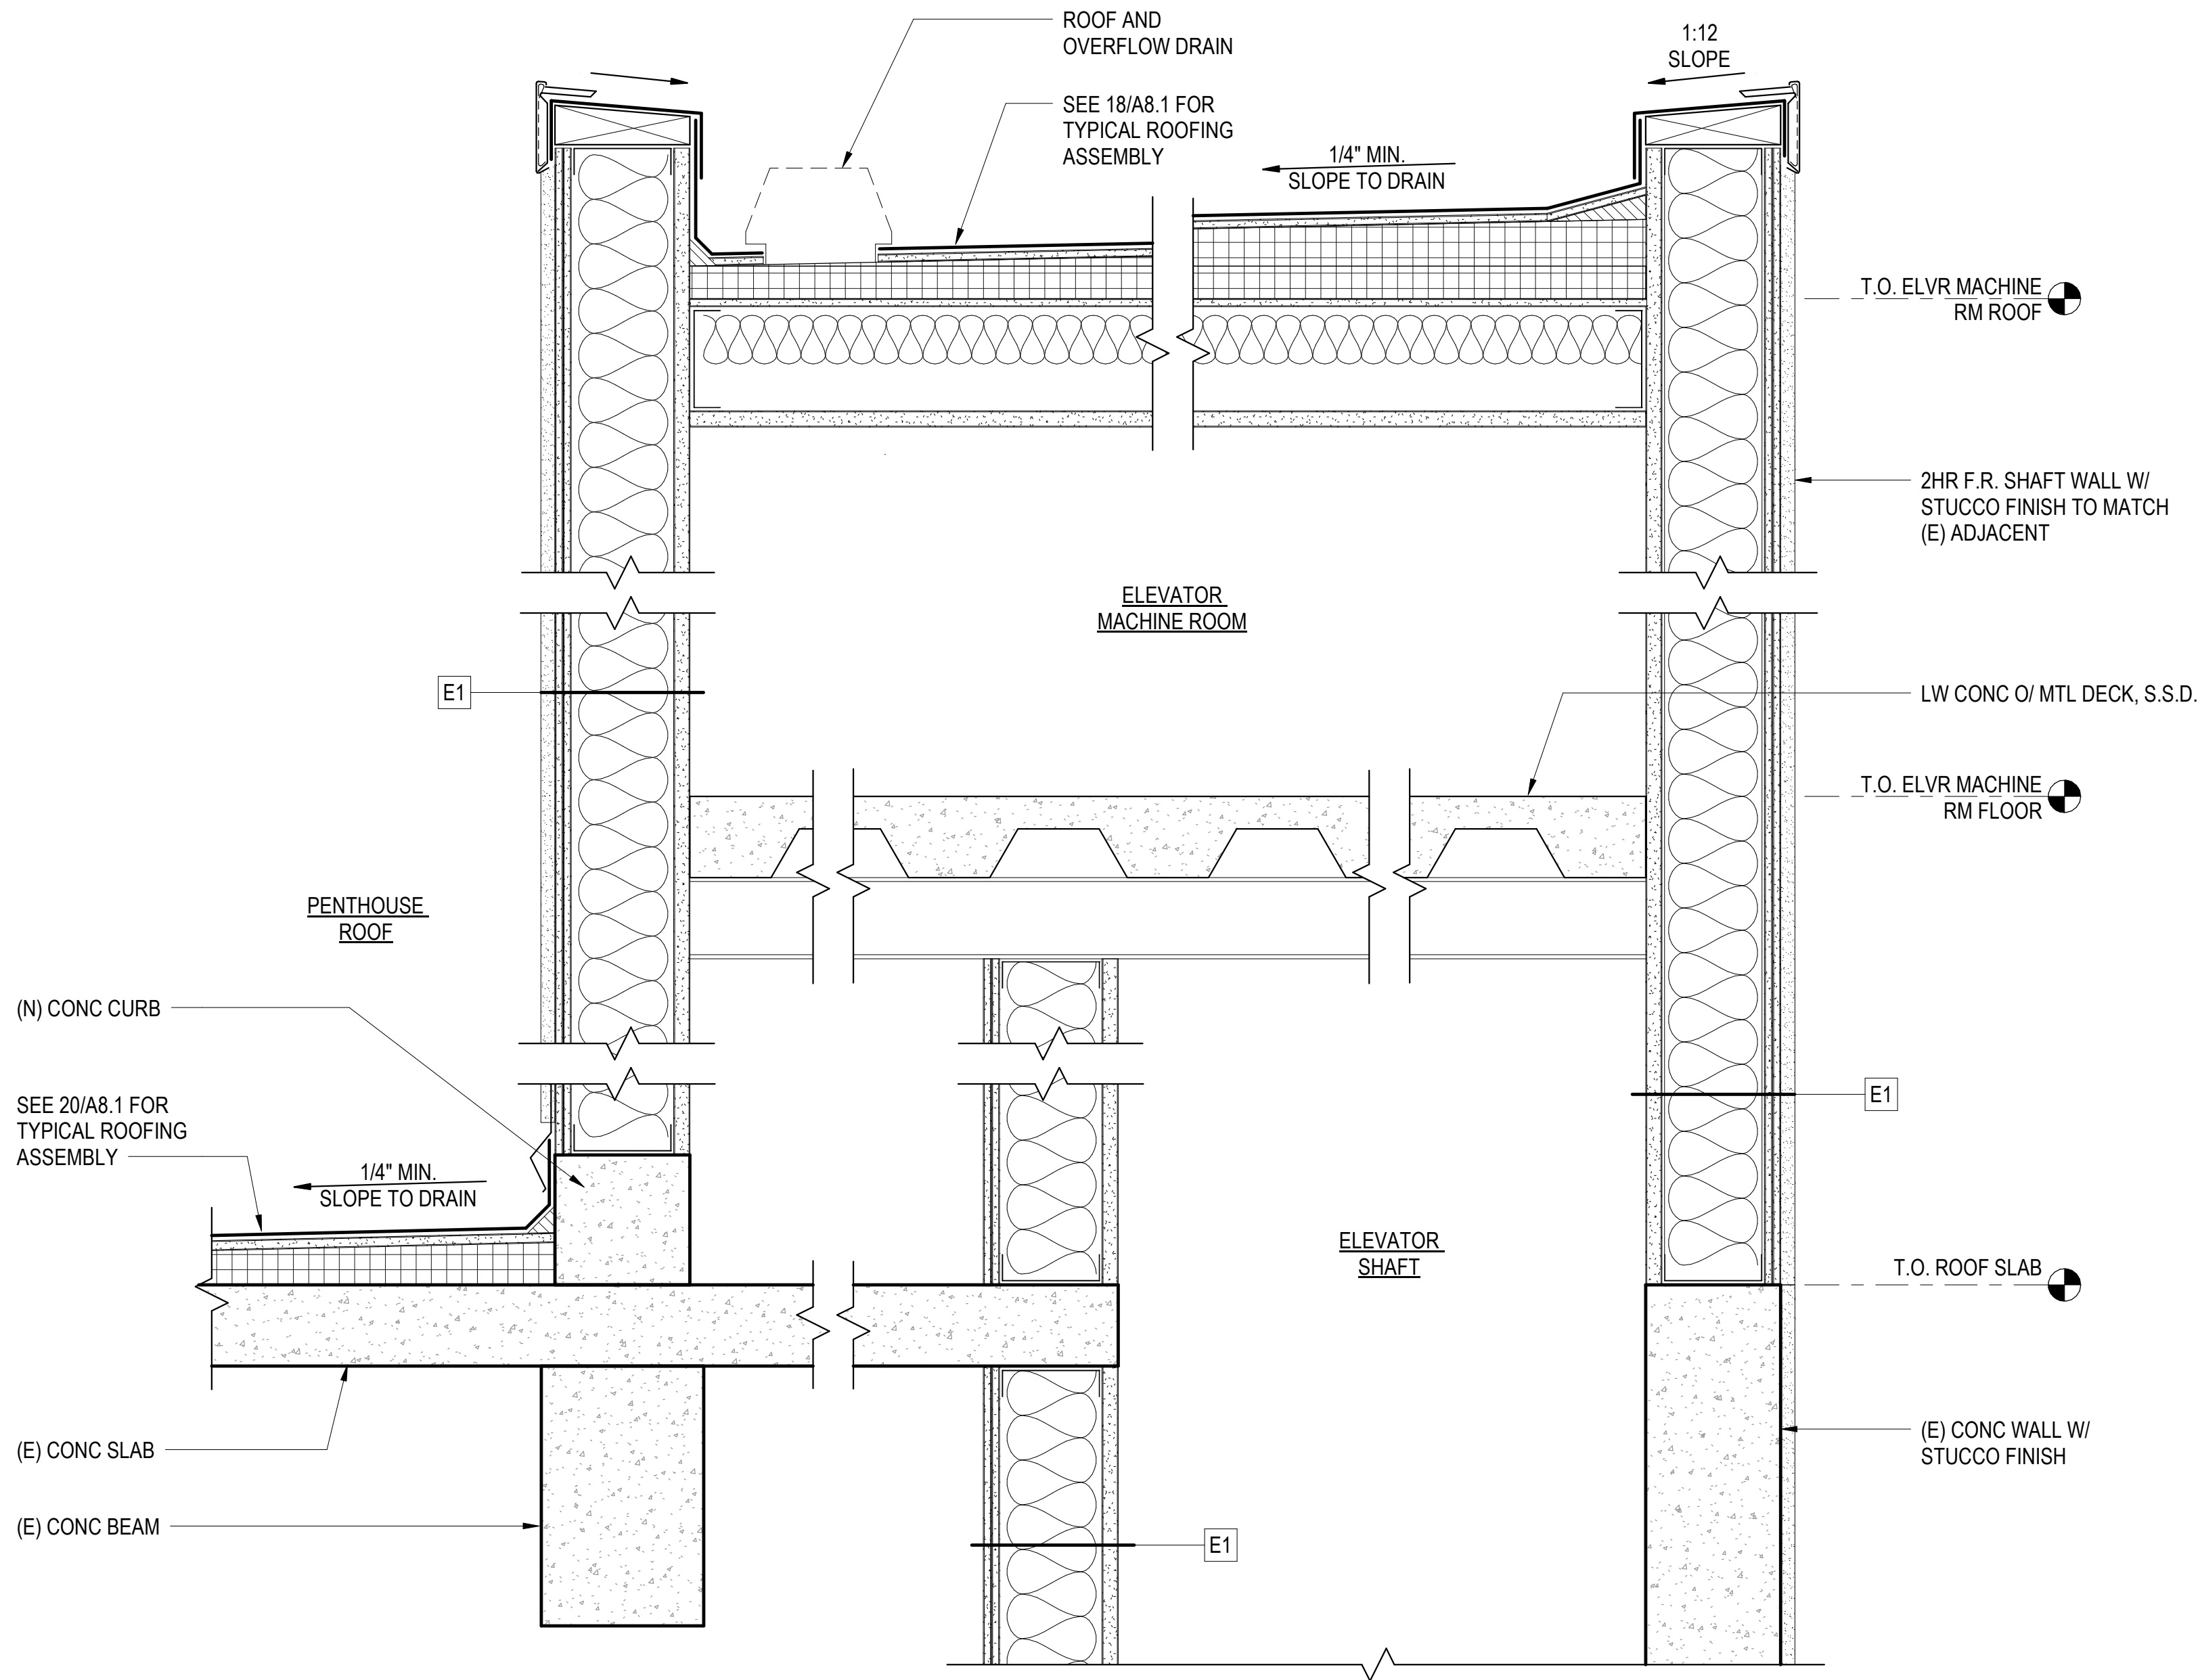 ROOF AND
OVERFLOW DRAIN
1:12
SLOPE
SEE 18/A8.1 FOR
TYPICAL ROOFING
ASSEMBLY
1/4" MIN.
SLOPE TO DRAIN
T.O. ELVR MACHINE
RM ROOF
2HR F.R. SHAFT WALL W/
STUCCO FINISH TO MATCH
(E) ADJACENT
ELEVATOR
MACHINE ROOM
E1
LW CONC O/ MTL DECK, S.S.D.
T.O. ELVR MACHINE
RM FLOOR
PENTHOUSE
ROOF
(N) CONC CURB
SEE 20/A8.1 FOR
TYPICAL ROOFING
ASSEMBLY
1/4" MIN.
SLOPE TO DRAIN
E1
ELEVATOR
SHAFT
T.O. ROOF SLAB
(E) CONC SLAB
(E) CONC WALL W/
STUCCO FINISH
(E) CONC BEAM
E1